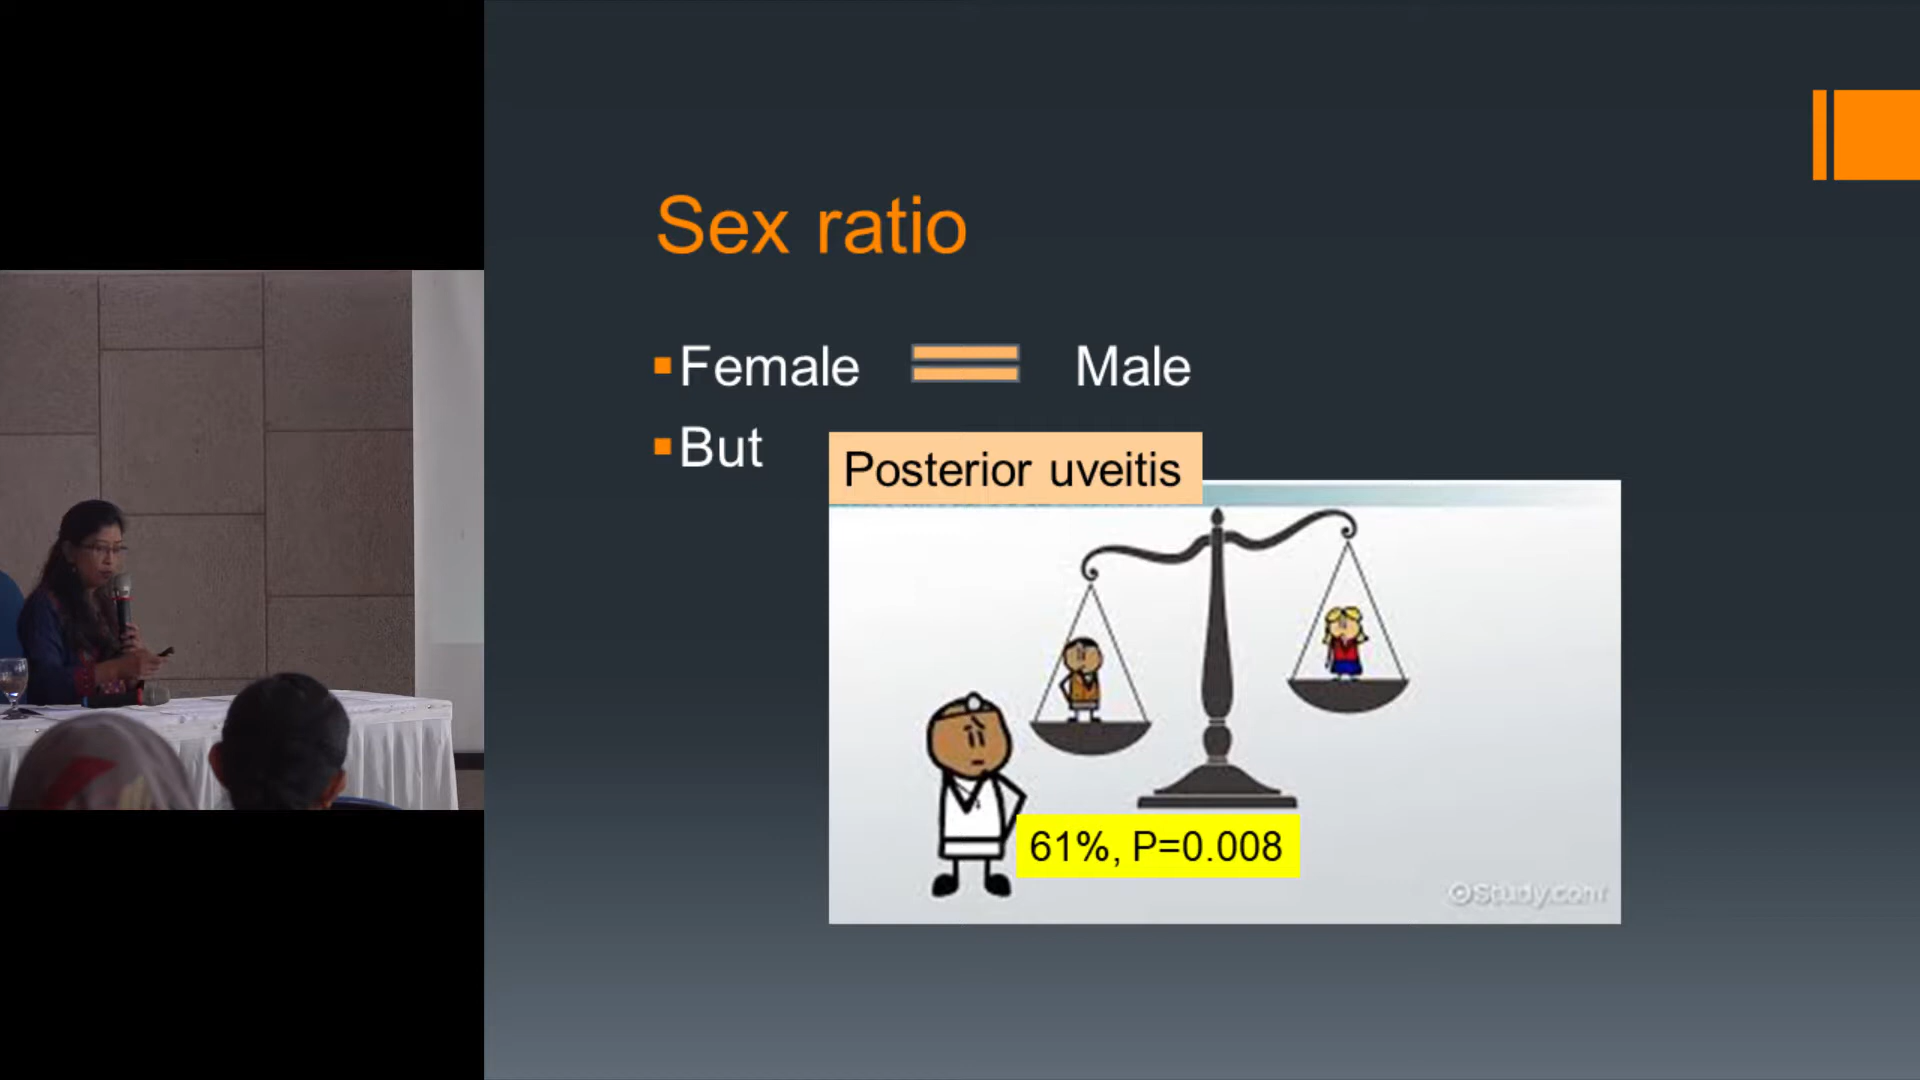 Sex ratio
Female = Male
But
Posterior uveitis
61%, P=0.008
©Study.com